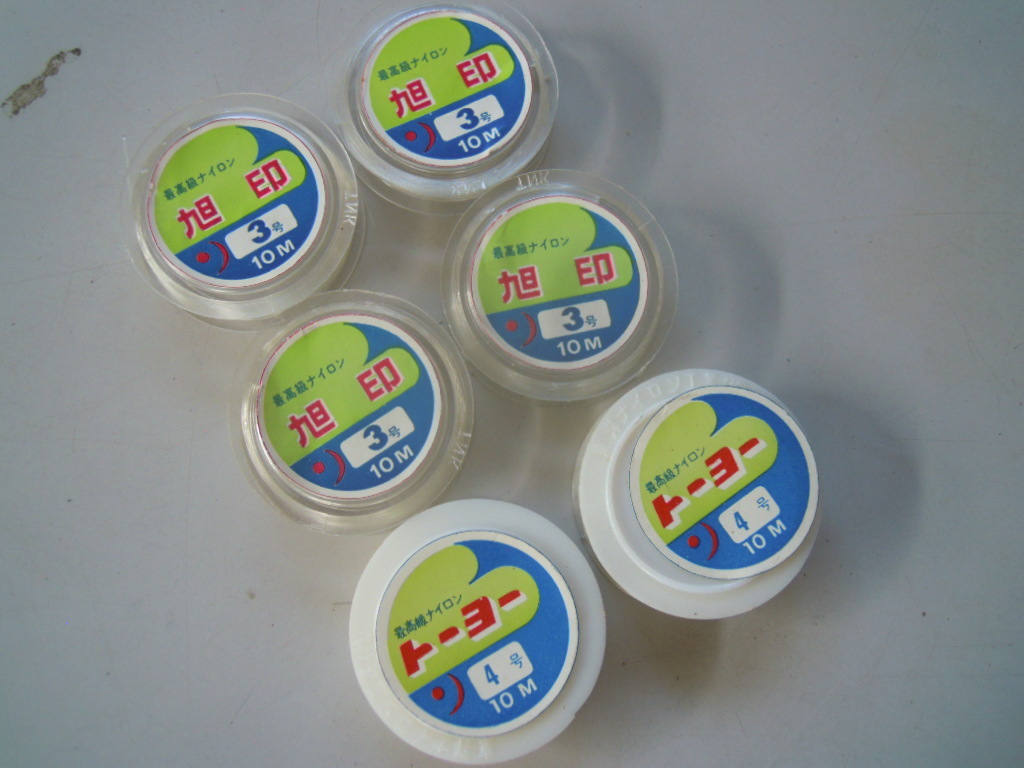 最高級ナイロン
旭 印
3号
10M
最高級ナイロン
旭 印
3号
10M
最高級ナイロン
旭 印
3号
10M
最高級ナイロン
旭 印
3号
10M
最高級ナイロン
トーヨー
4号
10M
最高級ナイロン
トーヨー
4号
10M